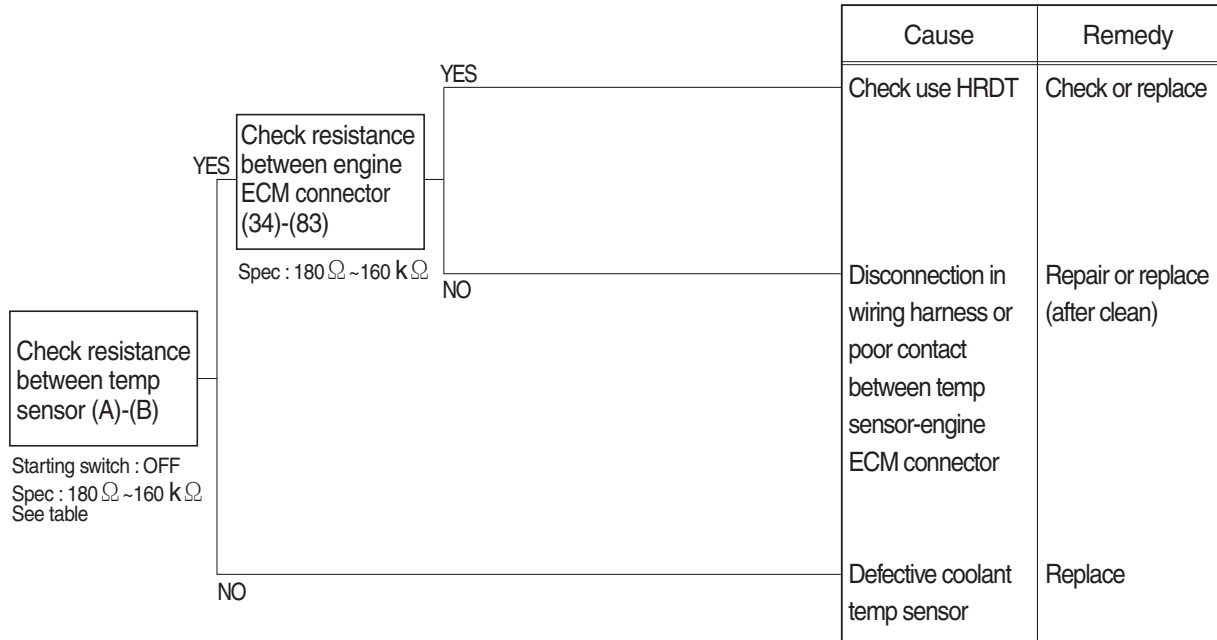 Cause
Remedy
YES
Check use HRDT
Check or replace
Check resistance
between engine
ECM connector
(34)-(83)
YES
Spec : 180 Ω ~160 kΩ
NO
Disconnection in
wiring harness or
poor contact
between temp
sensor-engine
ECM connector
Repair or replace
(after clean)
Check resistance
between temp
sensor (A)-(B)
Starting switch : OFF
Spec : 180 Ω ~160 kΩ
See table
NO
Defective coolant
temp sensor
Replace